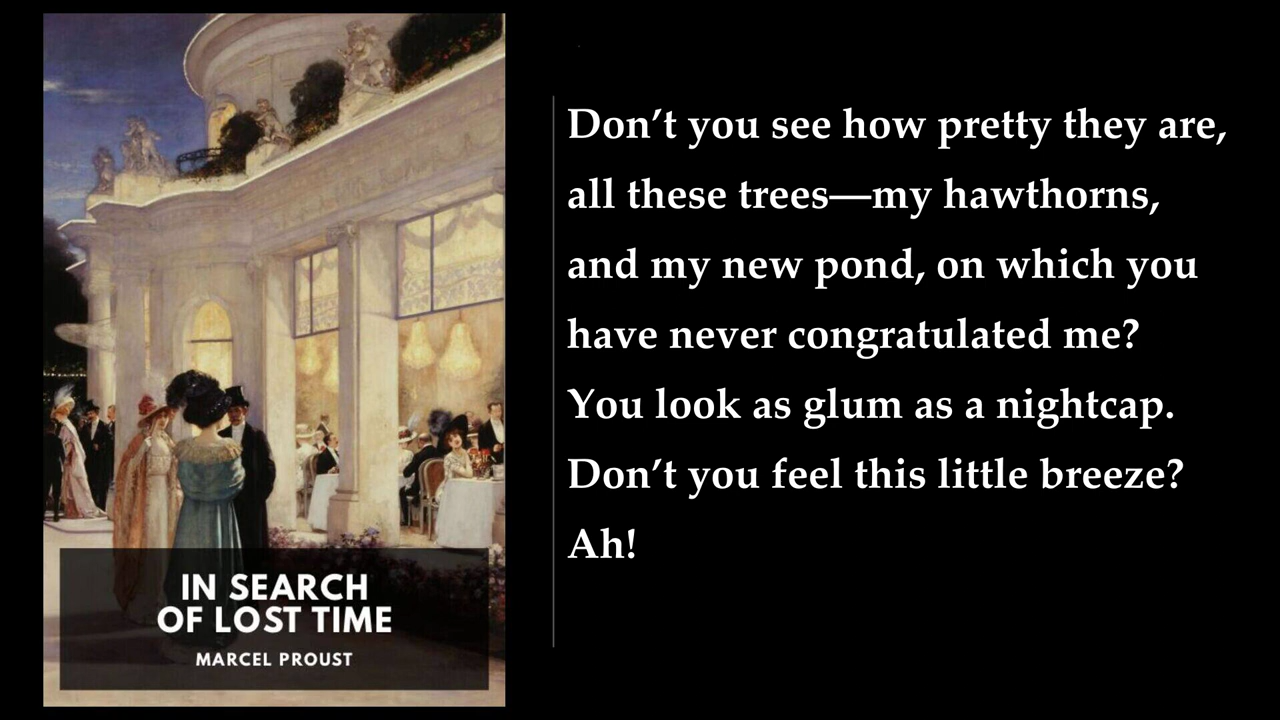 IN SEARCH
OF LOST TIME
MARCEL PROUST
Don’t you see how pretty they are,
all these trees—my hawthorns,
and my new pond, on which you
have never congratulated me?
You look as glum as a nightcap.
Don’t you feel this little breeze?
Ah!